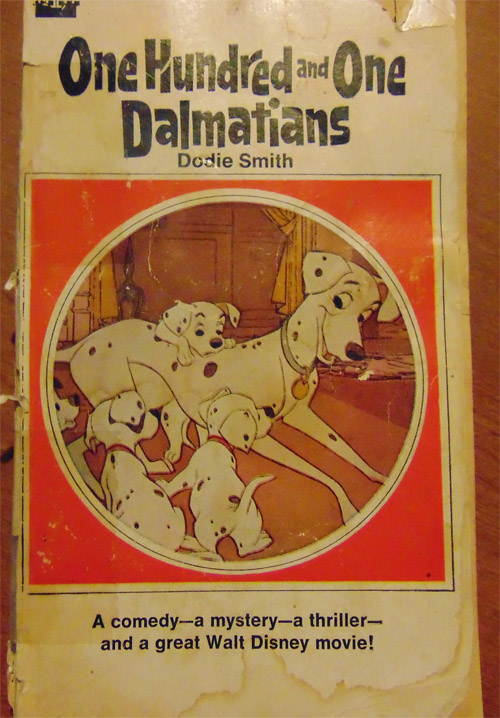 One Hundred and One
Dalmatians
Dodie Smith
A comedy—a mystery—a thriller—
and a great Walt Disney movie!